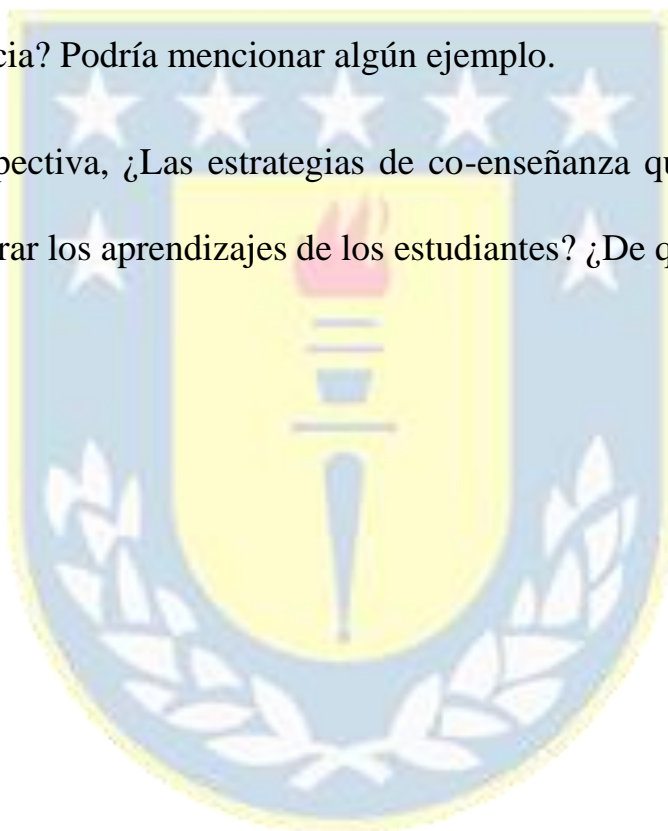 cia? Podría mencionar algún ejemplo.
pectiva, ¿Las estrategias de co-enseñanza qu
rar los aprendizajes de los estudiantes? ¿De q